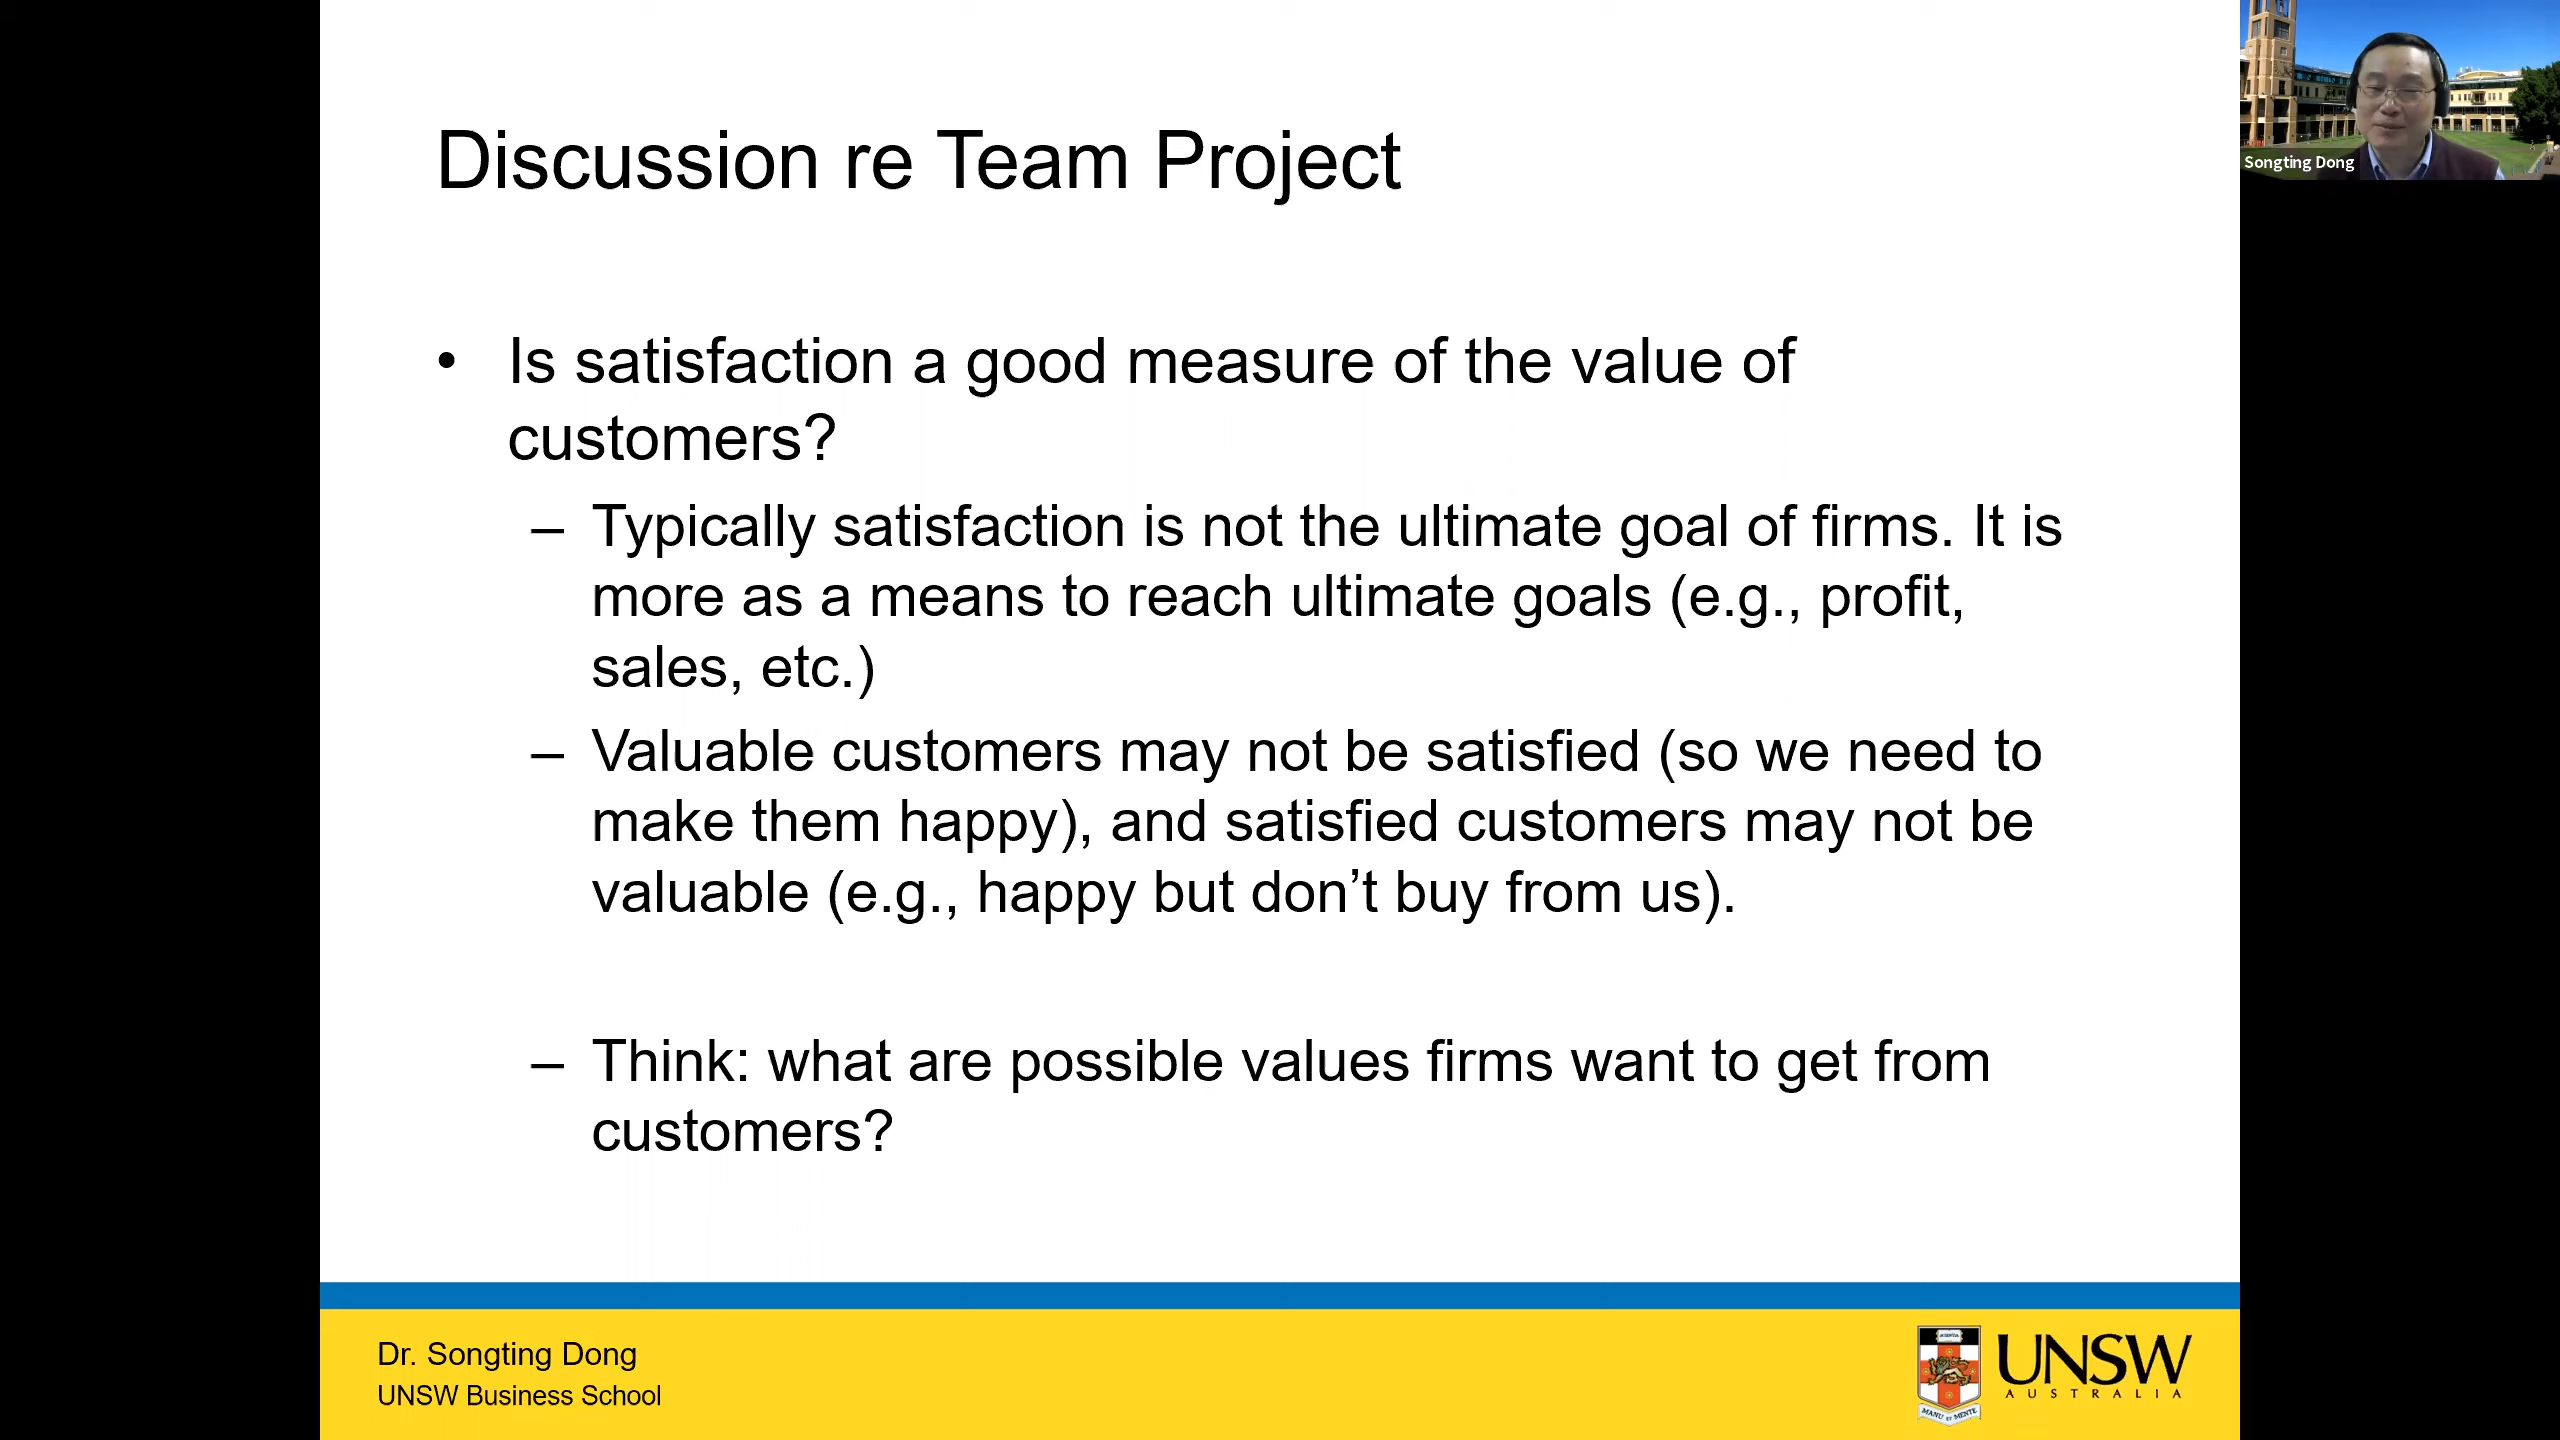 Discussion re Team Project
Songting Dong
• Is satisfaction a good measure of the value of
customers?
– Typically satisfaction is not the ultimate goal of firms. It is
more as a means to reach ultimate goals (e.g., profit,
sales, etc.)
– Valuable customers may not be satisfied (so we need to
make them happy), and satisfied customers may not be
valuable (e.g., happy but don’t buy from us).
– Think: what are possible values firms want to get from
customers?
Dr. Songting Dong
UNSW Business School
SCIENTIA
MANU ET MENTE
UNSW
AUSTRALIA